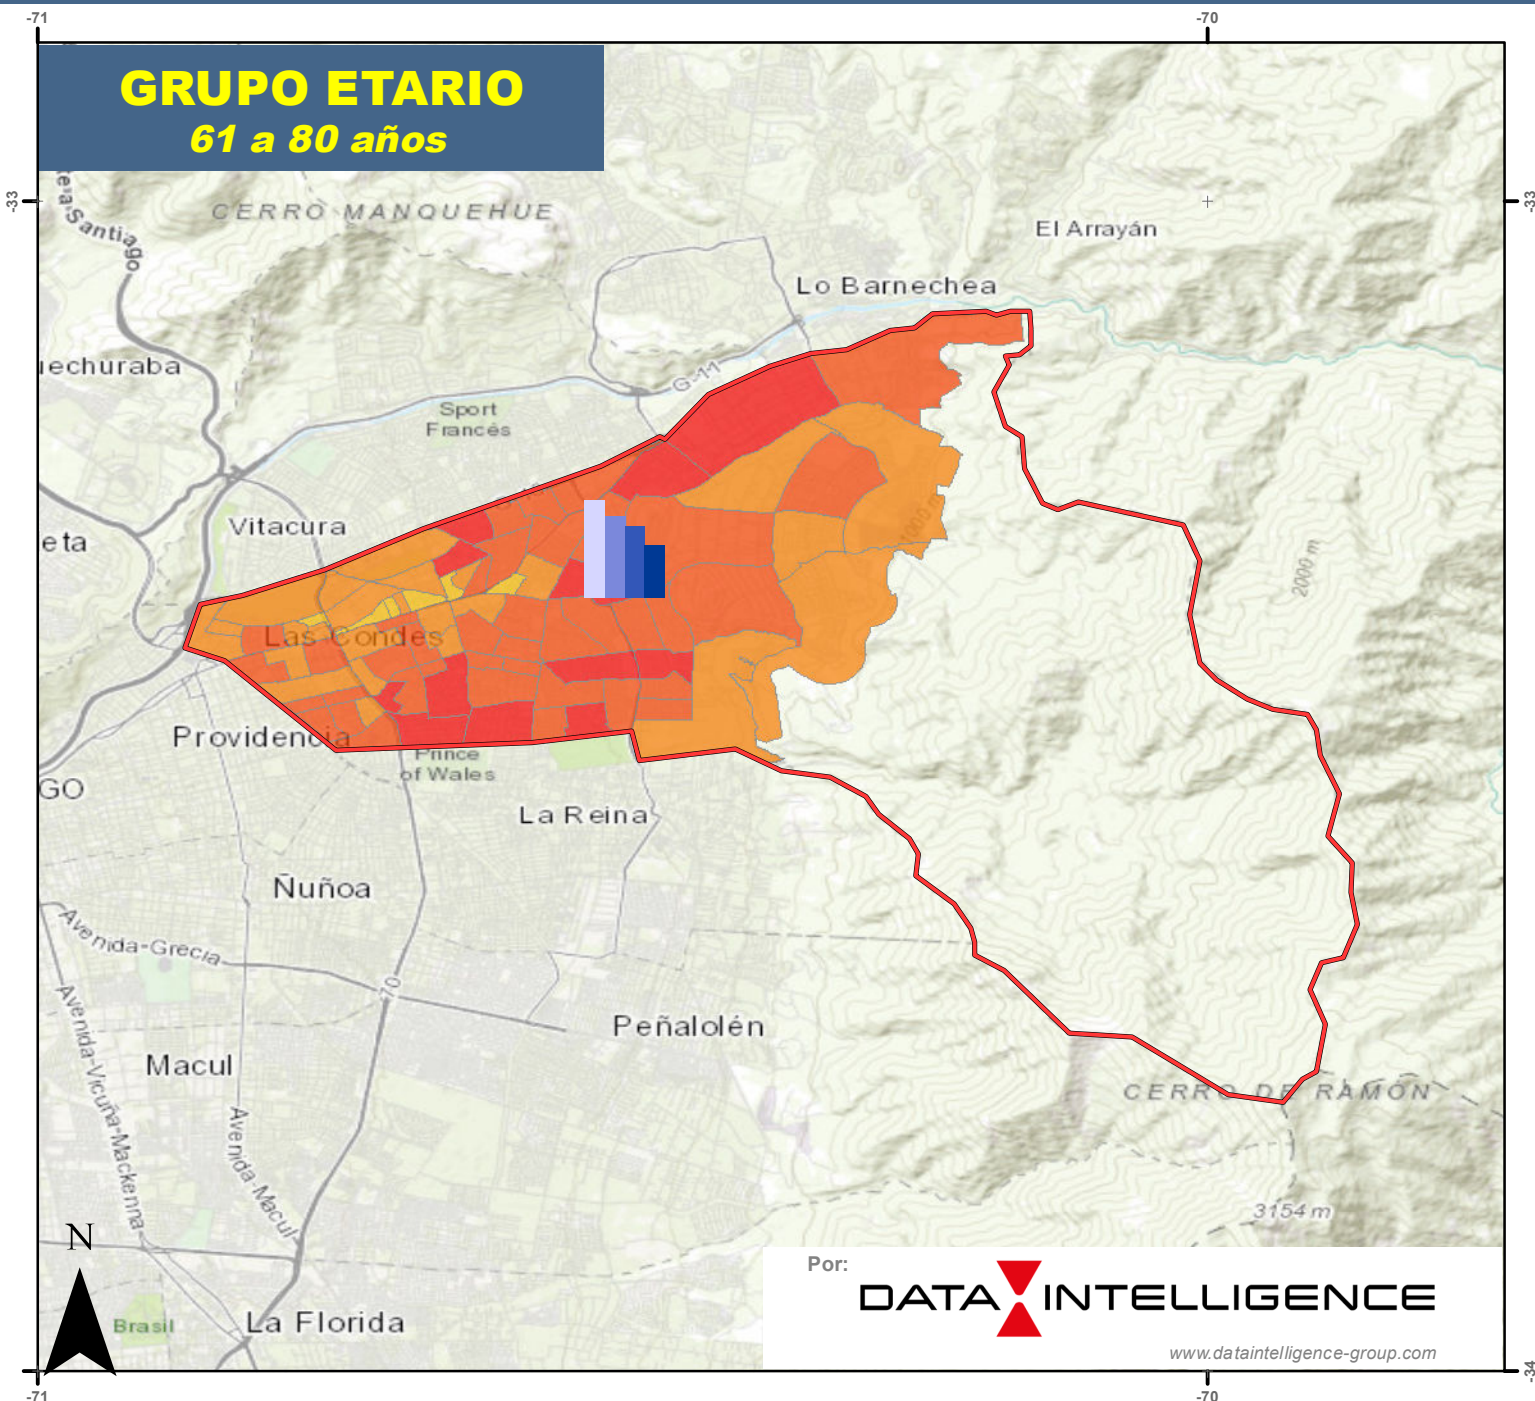 -71
-70
GRUPO ETARIO
61 a 80 años
-33
-33
Santiago
CERRO MANQUEHUE
El Arrayán
Lo Barnechea
uechuraba
G-11
Sport
Francés
Vitacura
eta
1000 m
2000 m
Las Condes
Providencia
Prince
of Wales
GO
La Reina
Ñuñoa
Avenida-Grecia
70
Avenida-Vicuña-Mackenna
Peñalolén
Macul
CERRO DE RAMÓN
Avenida-Macul
3154 m
N
Por:
DATA INTELLIGENCE
Brasil
La Florida
www.dataintelligence-group.com
-34
-71
-70